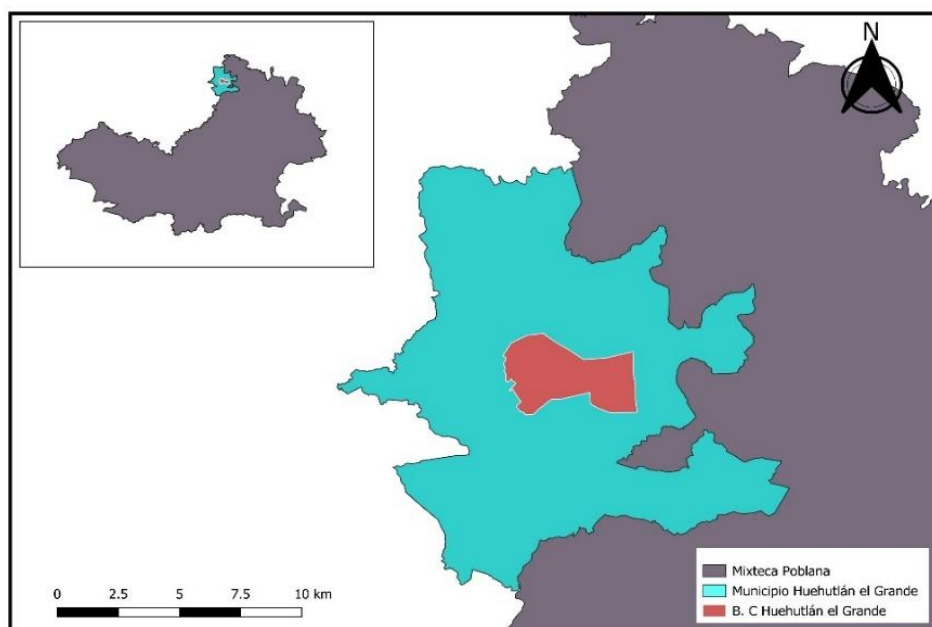 N
Mixteca Poblana
Municipio Huehutlán el Grande
B. C Huehutlán el Grande
0 2.5 5 7.5 10 km